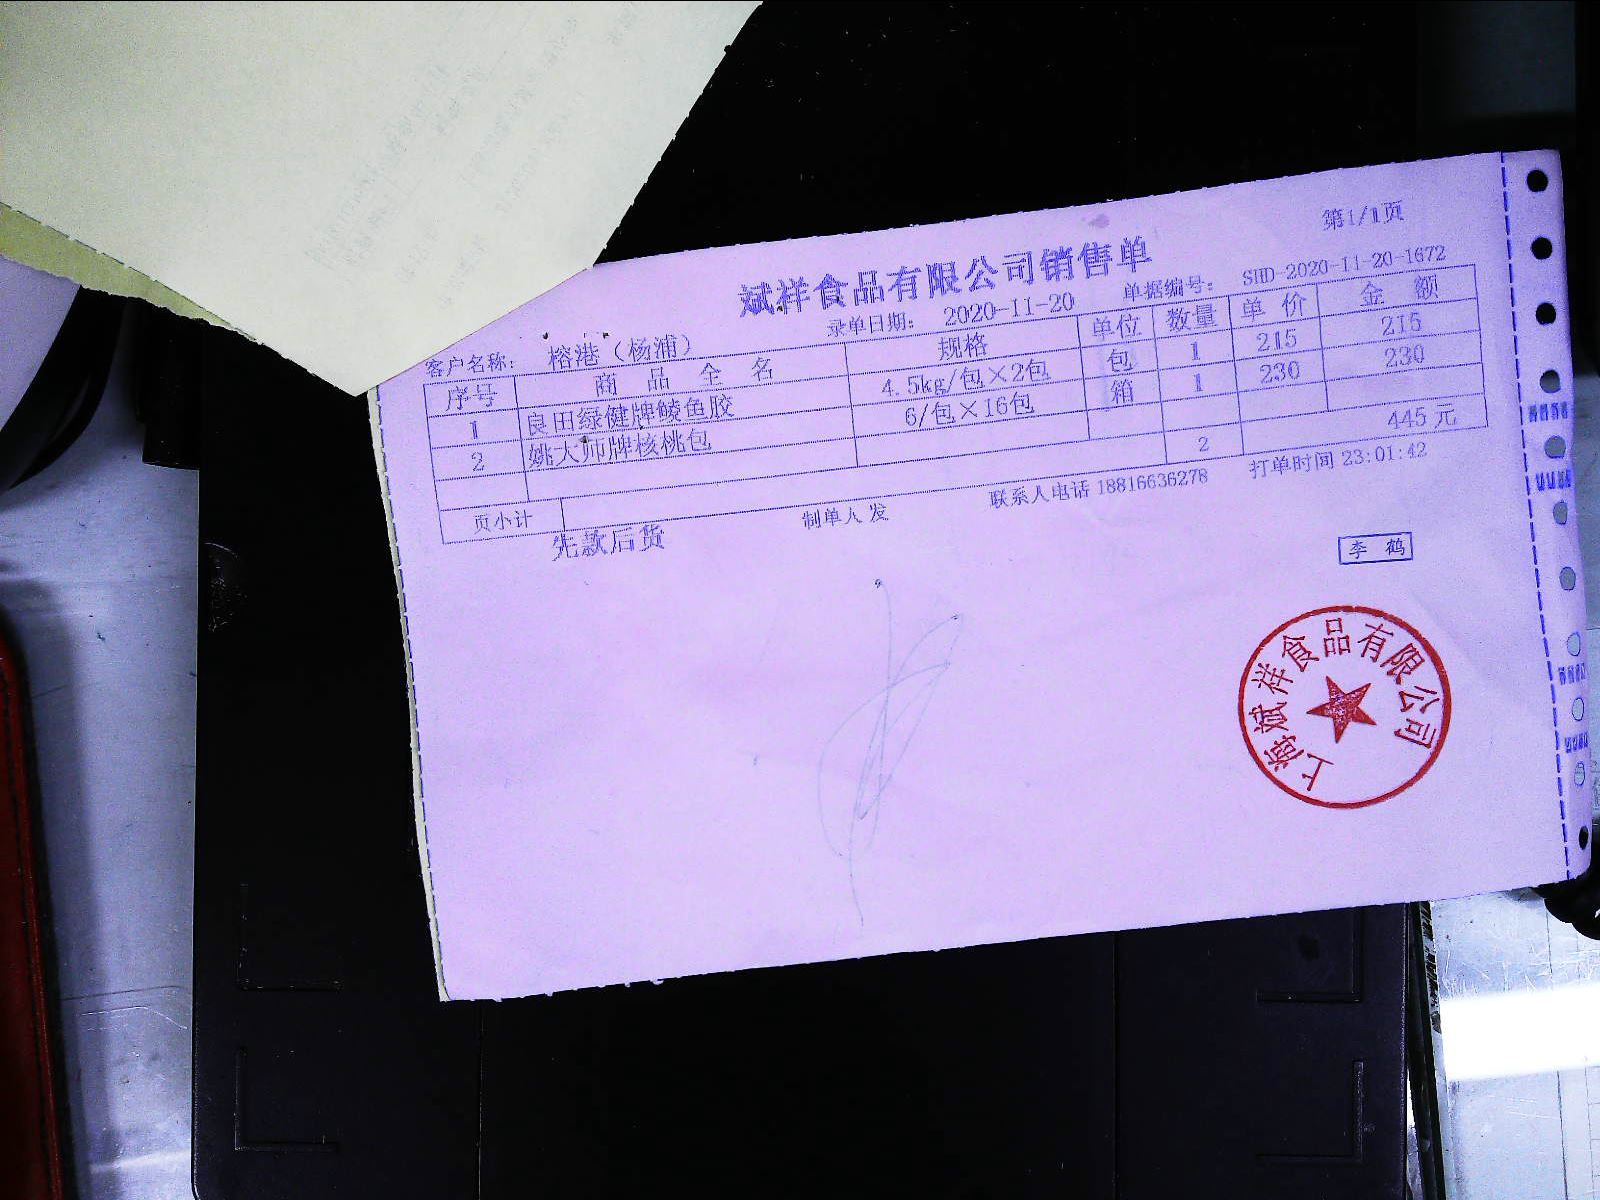 第1/1页
斌祥食品有限公司销售单
客户名称： 榕港（杨浦） 录单日期： 2020-11-20 单据编号： SHD-2020-11-20-1672
序号 商 品 全 名 规格 单位 数量 单 价 金 额
1 良田绿健牌鲮鱼胶 4.5kg/包×2包 包 1 215 215
2 姚大师牌核桃包 6/包×16包 箱 1 230 230
页小计 2 445 元
先款后货 制单人 发 联系人电话 18816636278 打单时间 23:01:42
李 鹤
上海斌祥食品有限公司